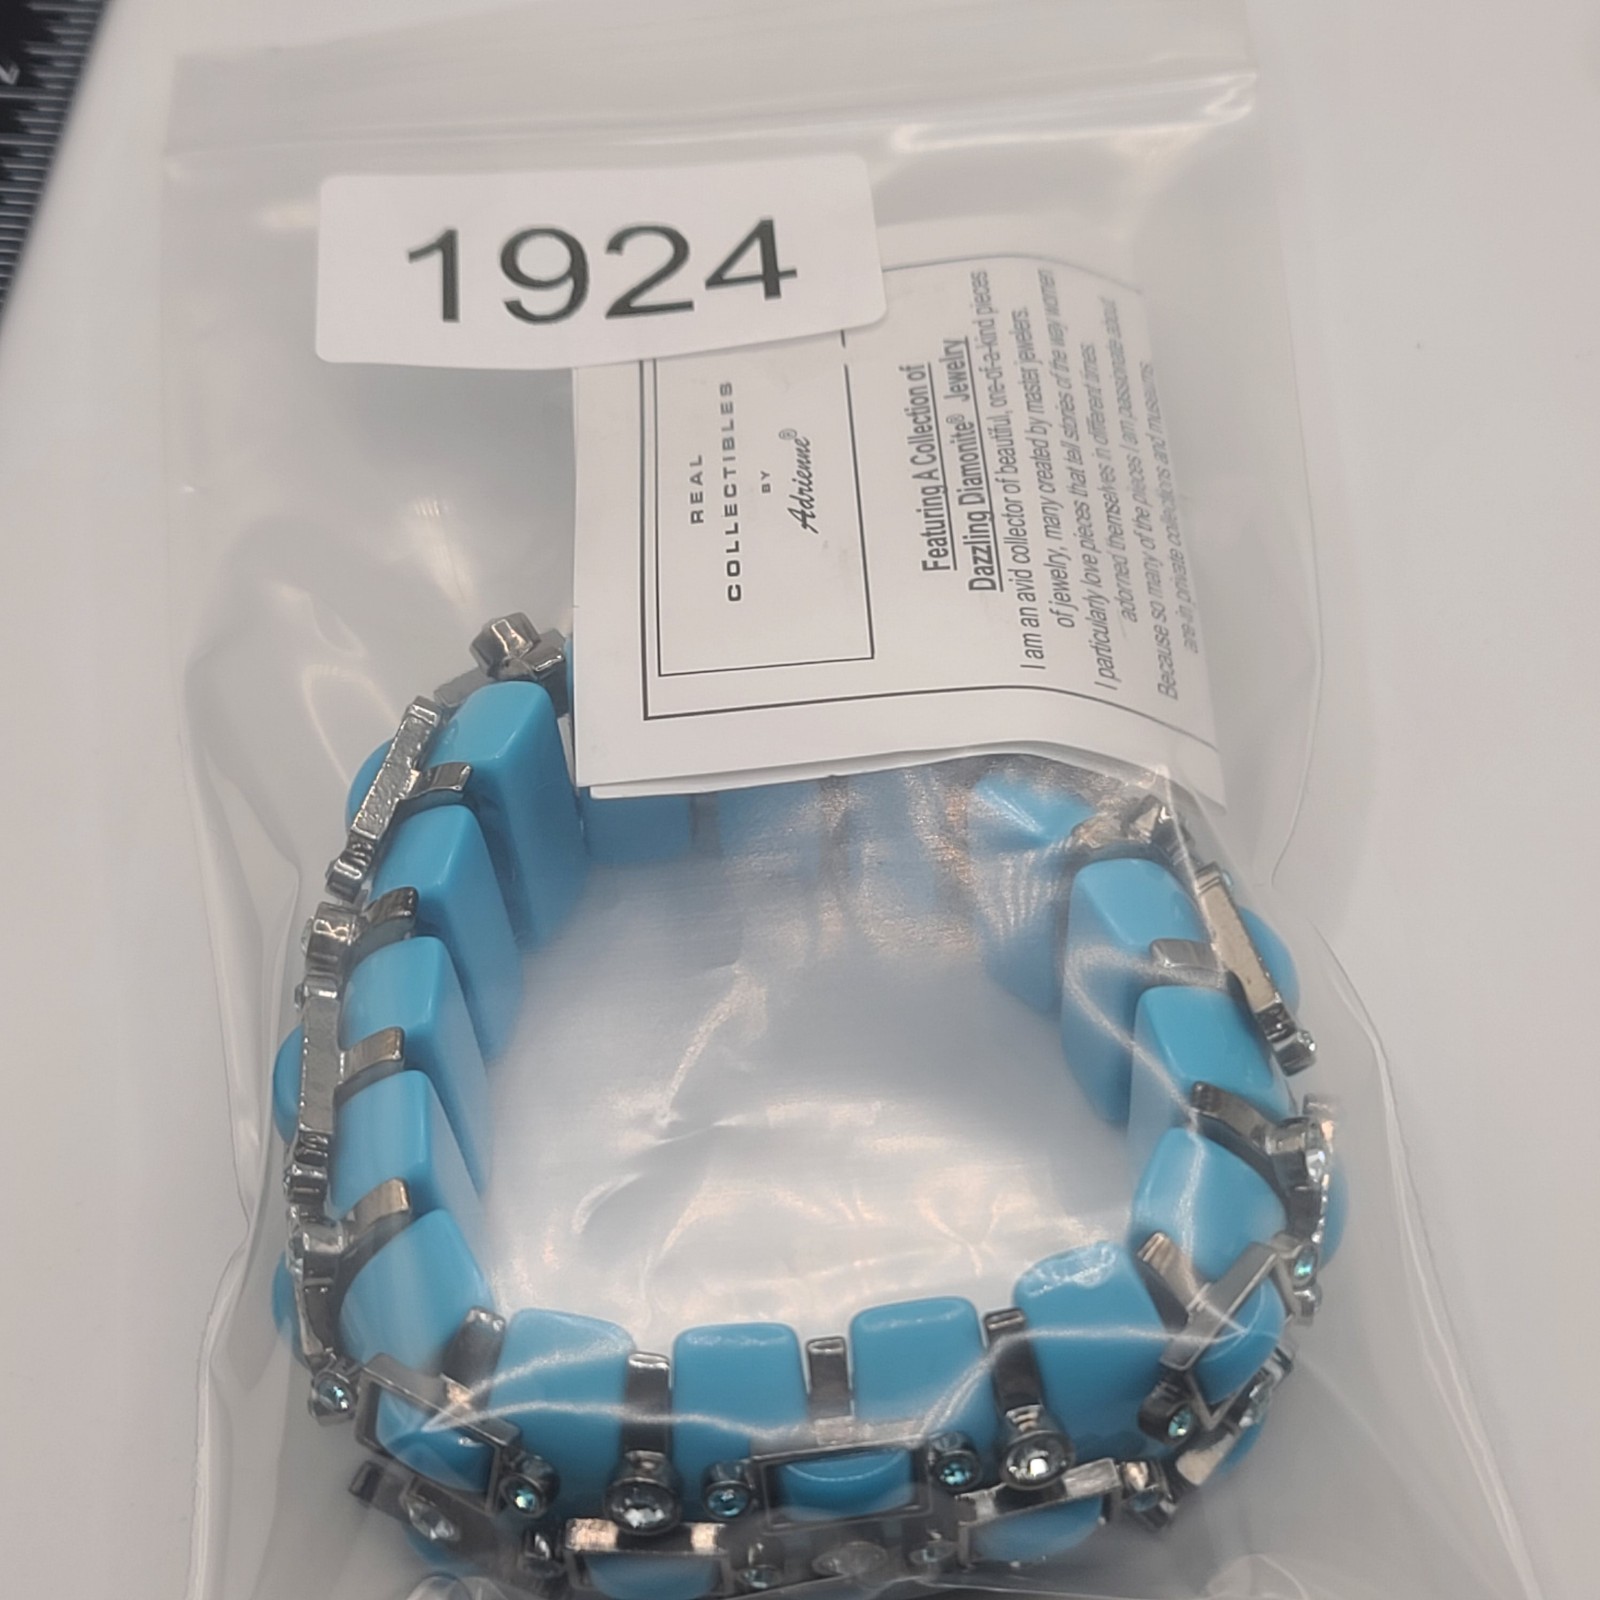 1924
REAL
COLLECTIBLES
BY
Adrienne®
Featuring A Collection of
Dazzling Diamonite® Jewelry
I am an avid collector of beautiful, one-of-a-kind pieces
of jewelry, many created by master jewelers.
I particularly love pieces that tell stories of the way women
adorned themselves in different times.
Because so many of the pieces I am passionate about
are in private collections and museums